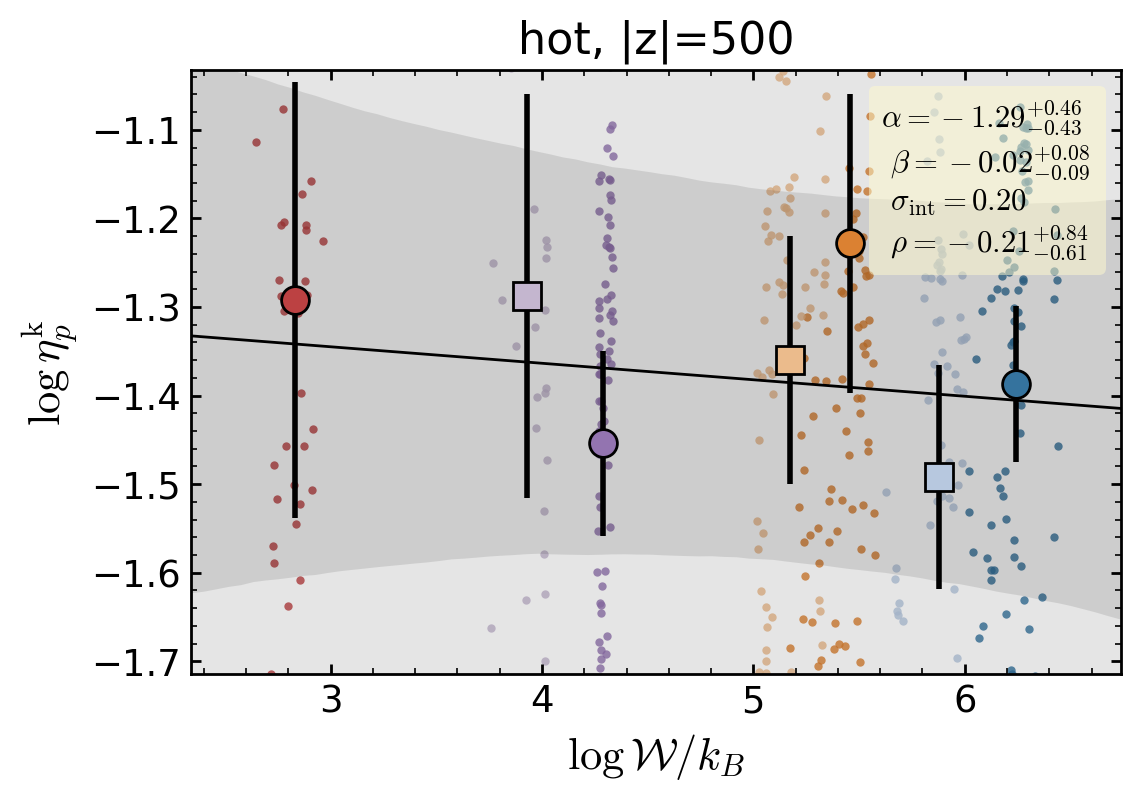 hot, |z|=500
log η_p^k
−1.1
−1.2
−1.3
−1.4
−1.5
−1.6
−1.7
α = −1.29^{+0.46}_{−0.43}
β = −0.02^{+0.08}_{−0.09}
σ_int = 0.20
ρ = −0.21^{+0.84}_{−0.61}
3 4 5 6
log 𝒲/k_B